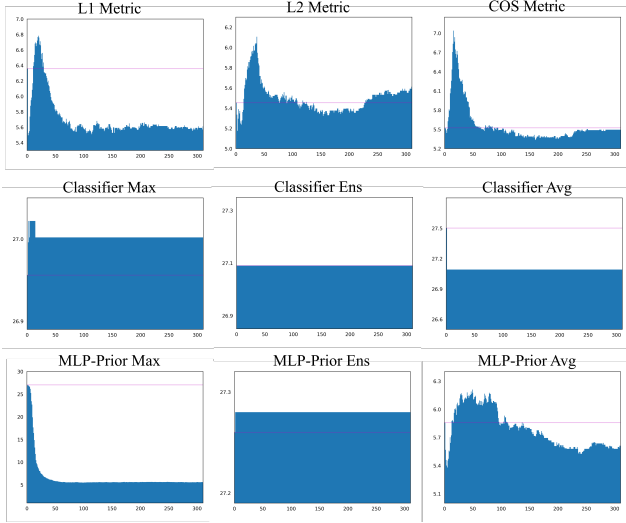 L1 Metric
7.0
6.8
6.6
6.4
6.2
6.0
5.8
5.6
5.4
0 50 100 150 200 250 300
L2 Metric
6.2
6.0
5.8
5.6
5.4
5.2
5.0
0 50 100 150 200 250 300
COS Metric
7.0
6.7
6.4
6.1
5.8
5.5
5.2
0 50 100 150 200 250 300
Classifier Max
27.0
26.9
0 50 100 150 200 250 300
Classifier Ens
27.3
27.1
26.9
0 50 100 150 200 250 300
Classifier Avg
27.5
27.2
26.9
26.6
0 50 100 150 200 250 300
MLP-Prior Max
30
25
20
15
10
5
0 50 100 150 200 250 300
MLP-Prior Ens
27.3
27.2
0 50 100 150 200 250 300
MLP-Prior Avg
6.3
6.0
5.7
5.4
5.1
0 50 100 150 200 250 300